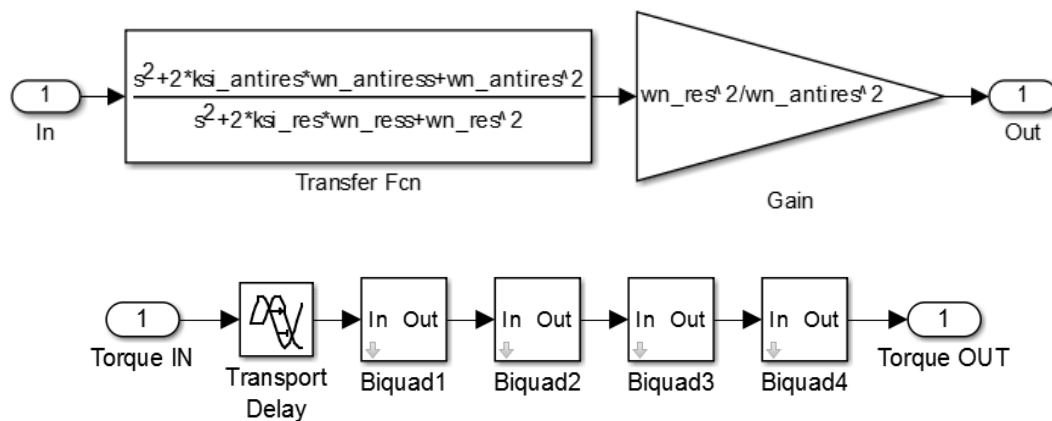 s²+2*ksi_antires*wn_antiress+wn_antires^2
s²+2*ksi_res*wn_ress+wn_res^2
1
In
Transfer Fcn
wn_res^2/wn_antires^2
Gain
1
Out
1
Torque IN
Transport
Delay
In Out
Biquad1
In Out
Biquad2
In Out
Biquad3
In Out
Biquad4
1
Torque OUT